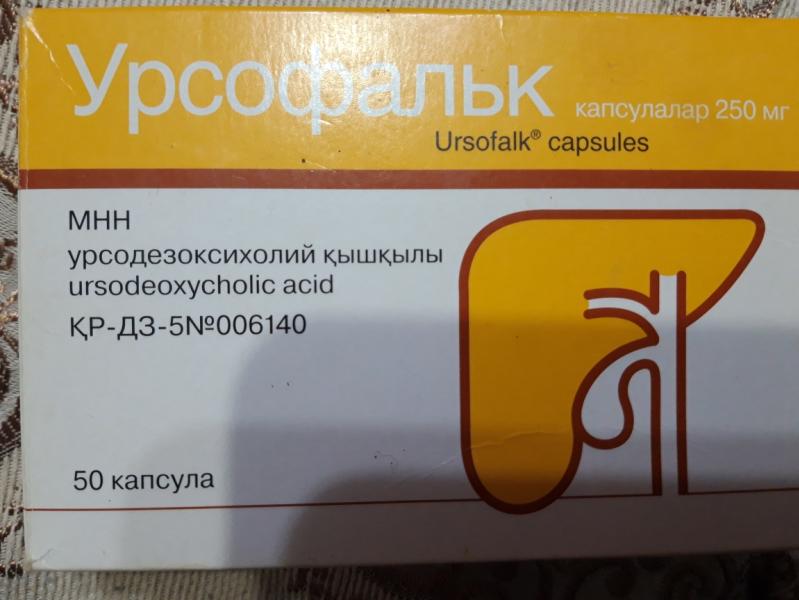 Урсофальк капсулалар 250 мг
Ursofalk® capsules
МНН
урсодезоксихолий қышқылы
ursodeoxycholic acid
ҚР-ДЗ-5№006140
50 капсула